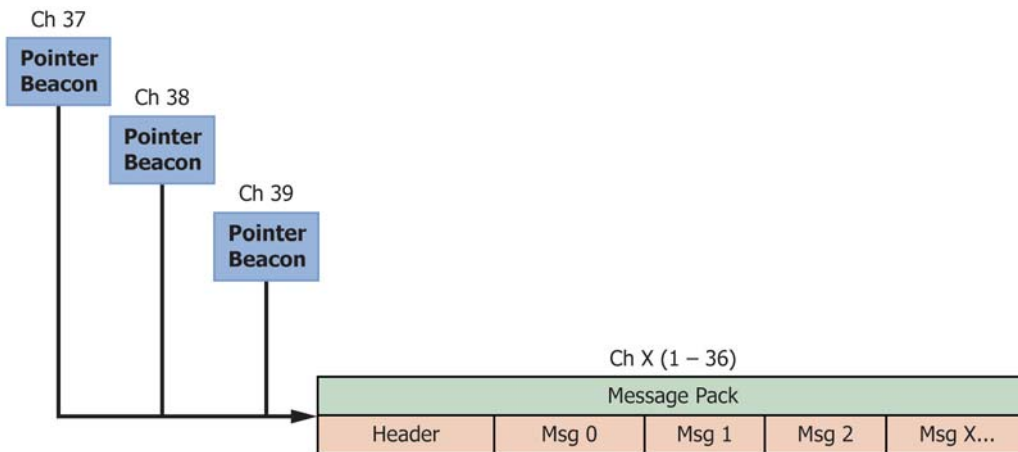 Ch 37
Pointer
Beacon
Ch 38
Pointer
Beacon
Ch 39
Pointer
Beacon
Ch X (1 – 36)
Message Pack
Header Msg 0 Msg 1 Msg 2 Msg X...